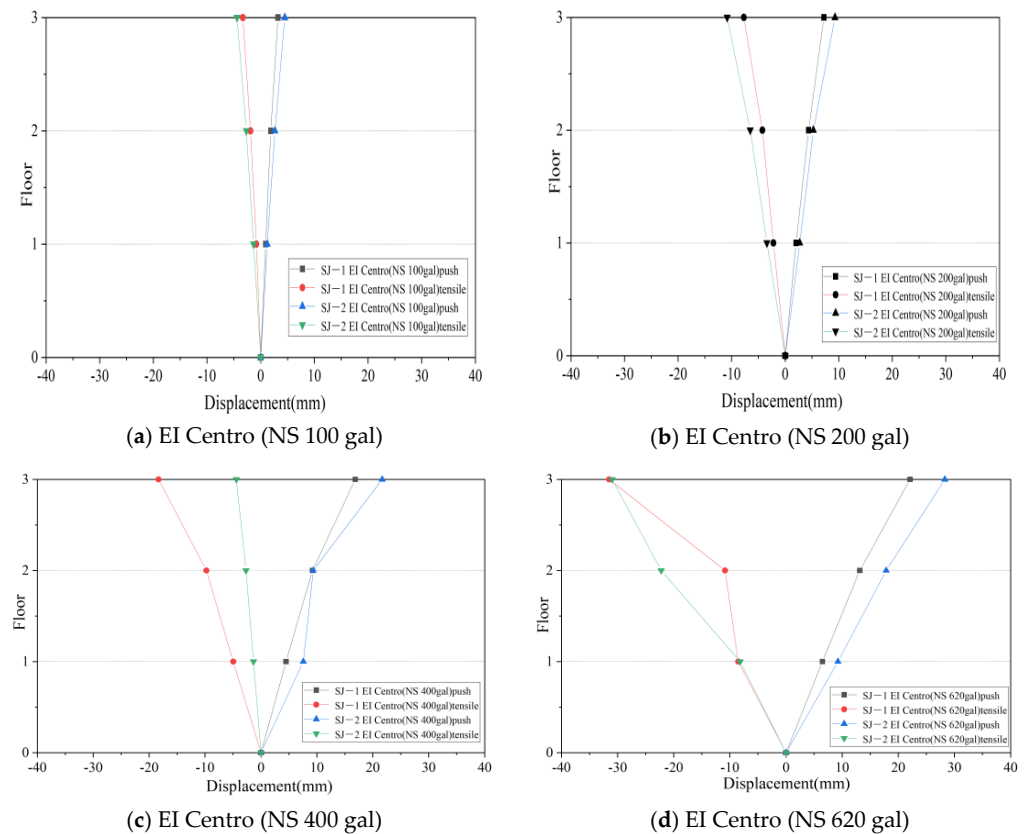 3
2
1
0
Floor
SJ－1 EI Centro(NS 100gal)push
SJ－1 EI Centro(NS 100gal)tensile
SJ－2 EI Centro(NS 100gal)push
SJ－2 EI Centro(NS 100gal)tensile
-40 -30 -20 -10 0 10 20 30 40
Displacement(mm)
(a) EI Centro (NS 100 gal)
3
2
1
0
Floor
SJ－1 EI Centro(NS 200gal)push
SJ－1 EI Centro(NS 200gal)tensile
SJ－2 EI Centro(NS 200gal)push
SJ－2 EI Centro(NS 200gal)tensile
-40 -30 -20 -10 0 10 20 30 40
Displacement(mm)
(b) EI Centro (NS 200 gal)
3
2
1
0
Floor
SJ－1 EI Centro(NS 400gal)push
SJ－1 EI Centro(NS 400gal)tensile
SJ－2 EI Centro(NS 400gal)push
SJ－2 EI Centro(NS 400gal)tensile
-40 -30 -20 -10 0 10 20 30 40
Displacement(mm)
(c) EI Centro (NS 400 gal)
3
2
1
0
Floor
SJ－1 EI Centro(NS 620gal)push
SJ－1 EI Centro(NS 620gal)tensile
SJ－2 EI Centro(NS 620gal)push
SJ－2 EI Centro(NS 620gal)tensile
-40 -30 -20 -10 0 10 20 30 40
Displacement(mm)
(d) EI Centro (NS 620 gal)